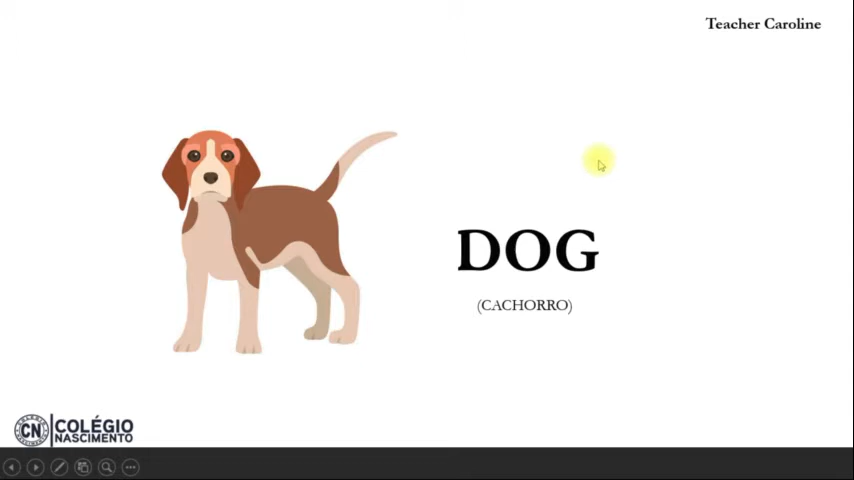 Teacher Caroline
DOG
(CACHORRO)
CN
COLÉGIO
NASCIMENTO